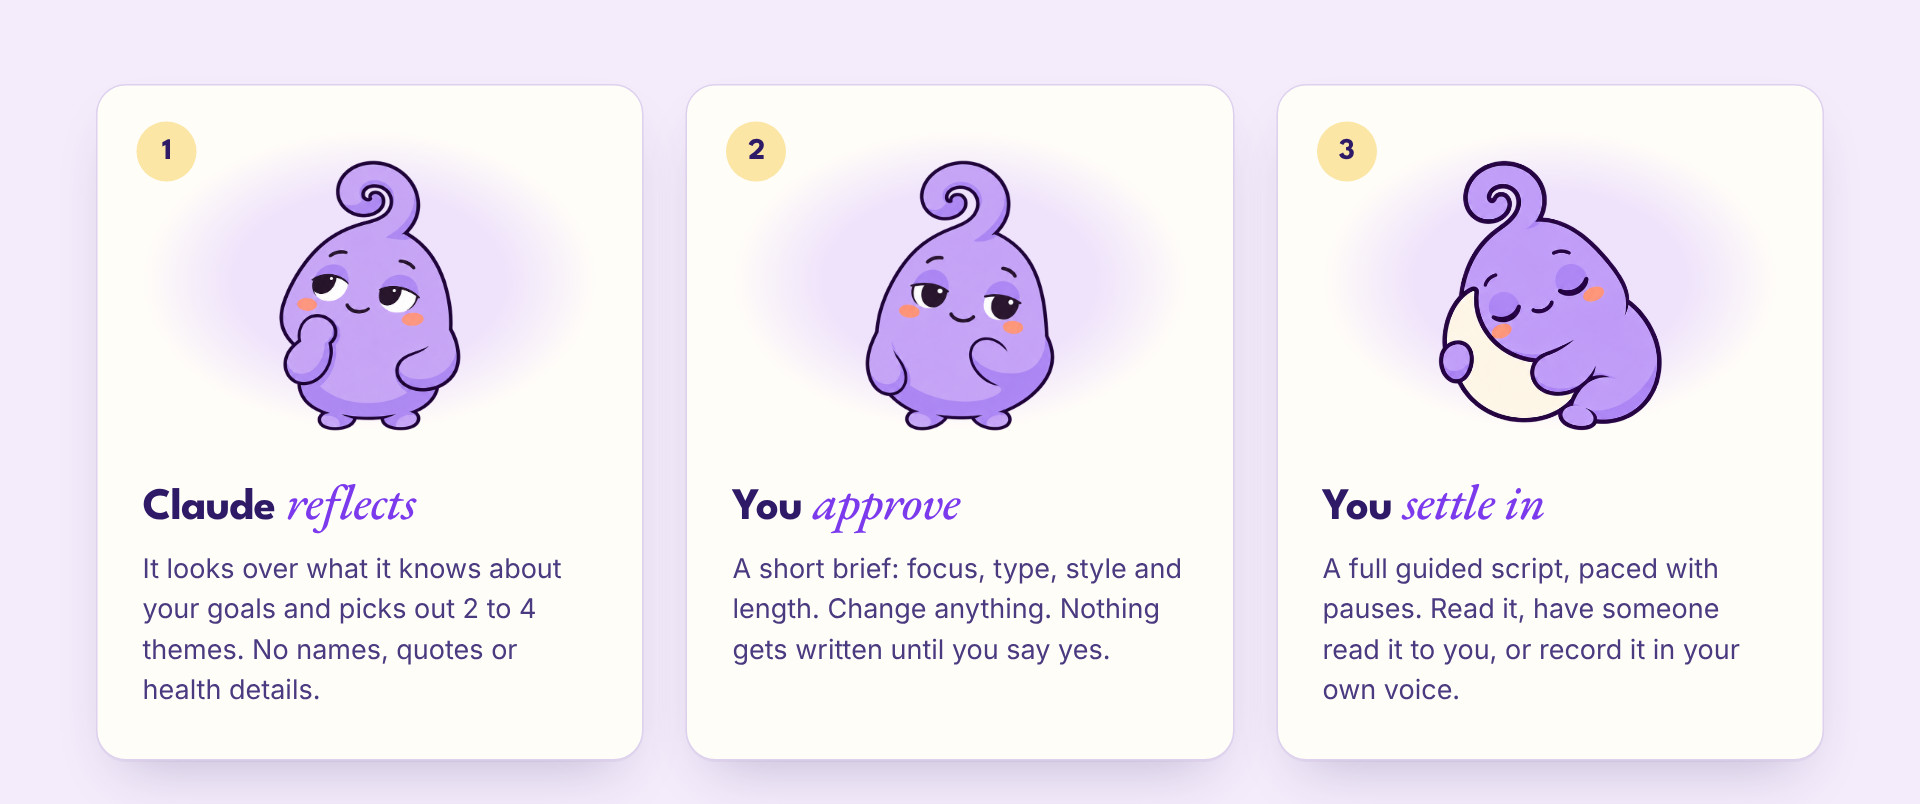 1
Claude reflects
It looks over what it knows about
your goals and picks out 2 to 4
themes. No names, quotes or
health details.
2
You approve
A short brief: focus, type, style and
length. Change anything. Nothing
gets written until you say yes.
3
You settle in
A full guided script, paced with
pauses. Read it, have someone
read it to you, or record it in your
own voice.